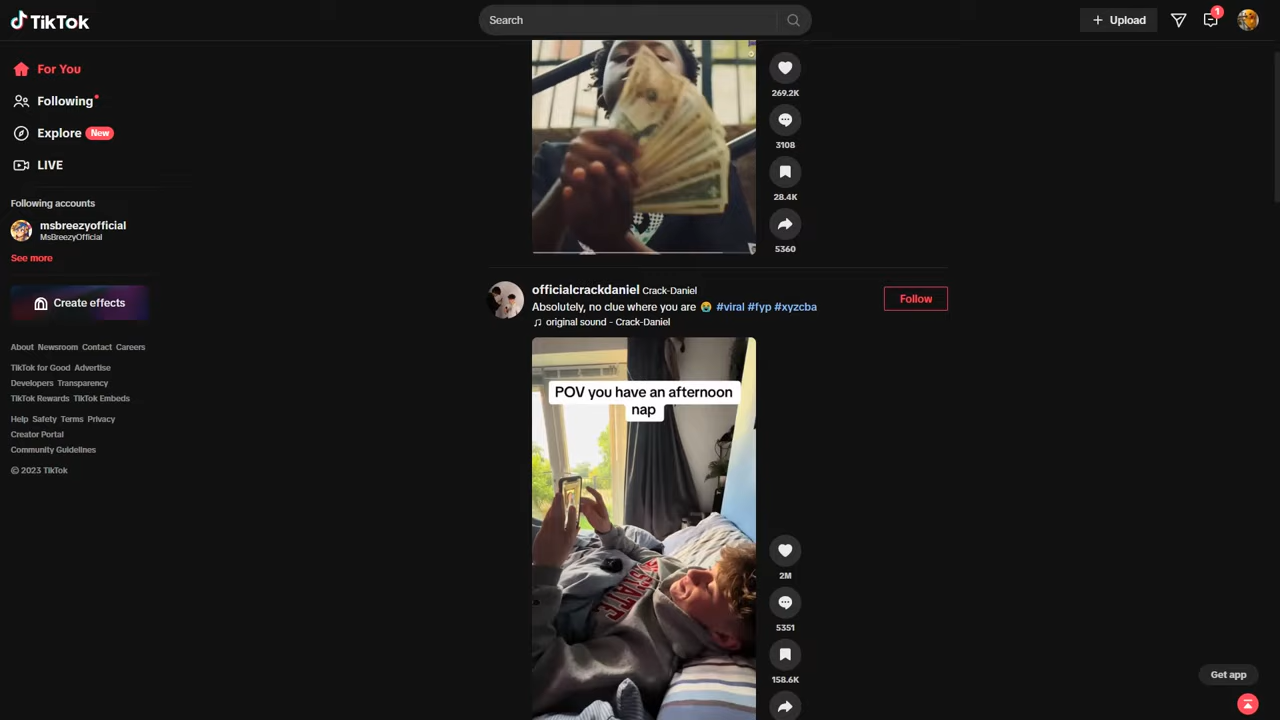 TikTok
Search
Upload
1
For You
Following
Explore New
LIVE
Following accounts
msbreezyofficial
MsBreezyOfficial
See more
Create effects
About Newsroom Contact Careers
TikTok for Good Advertise
Developers Transparency
TikTok Rewards TikTok Embeds
Help Safety Terms Privacy
Creator Portal
Community Guidelines
© 2023 TikTok
269.2K
3108
28.4K
5360
officialcrackdaniel Crack-Daniel
Absolutely, no clue where you are 😭 #viral #fyp #xyzcba
original sound - Crack-Daniel
Follow
POV you have an afternoon
nap
2M
5351
158.6K
Get app